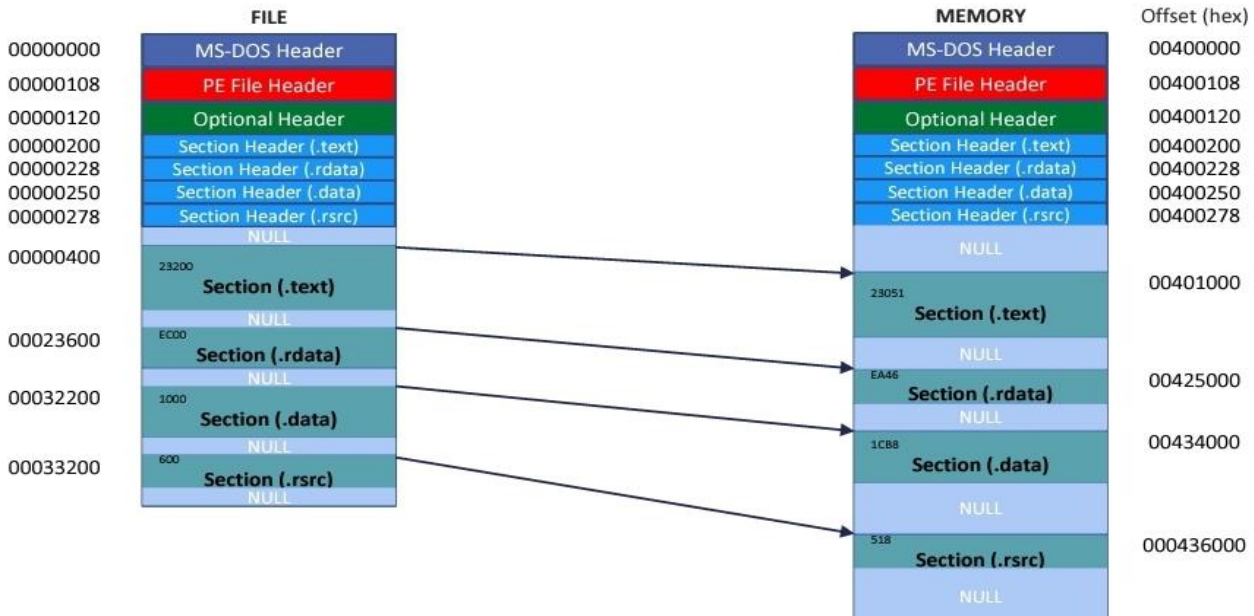 FILE
00000000
MS-DOS Header
00000108
PE File Header
00000120
Optional Header
00000200
Section Header (.text)
00000228
Section Header (.rdata)
00000250
Section Header (.data)
00000278
Section Header (.rsrc)
NULL
00000400
23200
Section (.text)
NULL
00023600
EC00
Section (.rdata)
NULL
00032200
1000
Section (.data)
NULL
00033200
600
Section (.rsrc)
NULL
MEMORY
Offset (hex)
MS-DOS Header
00400000
PE File Header
00400108
Optional Header
00400120
Section Header (.text)
00400200
Section Header (.rdata)
00400228
Section Header (.data)
00400250
Section Header (.rsrc)
00400278
NULL
23051
00401000
Section (.text)
NULL
EA46
00425000
Section (.rdata)
NULL
1CB8
00434000
Section (.data)
NULL
518
000436000
Section (.rsrc)
NULL